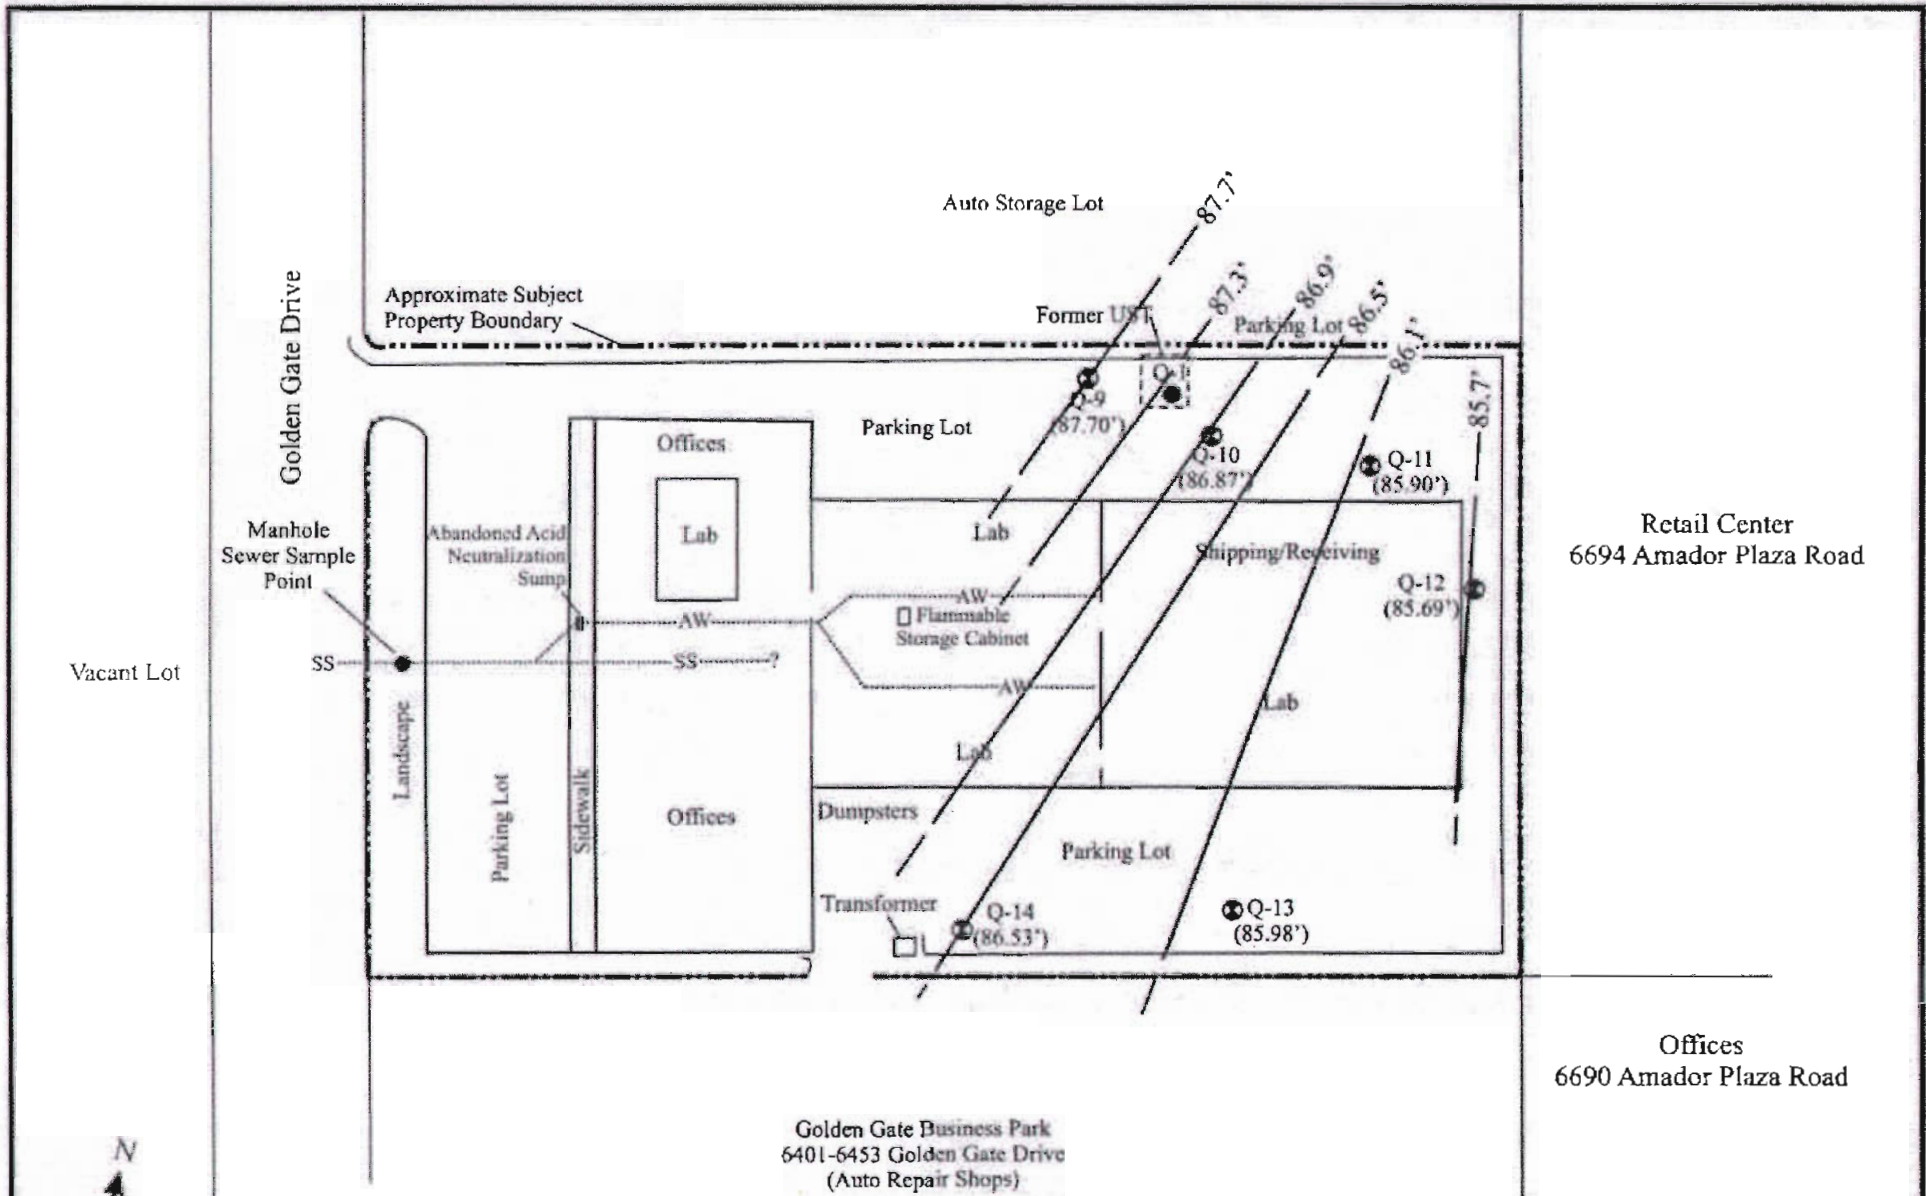 87.7'
Auto Storage Lot
87.3'
86.9'
86.5'
86.1'
85.7'
Golden Gate Drive
Approximate Subject
Property Boundary
Former UST
Parking Lot
Q-1
Q-9
(87.70')
Parking Lot
Offices
Q-10
(86.87')
Q-11
(85.90')
Manhole
Sewer Sample
Point
Abandoned Acid
Neutralization
Sump
Lab
Lab
Shipping/Receiving
Retail Center
6694 Amador Plaza Road
Q-12
(85.69')
AW
AW
Flammable
Storage Cabinet
Vacant Lot
SS
SS
?
AW
Lab
Lab
Landscape
Parking Lot
Sidewalk
Offices
Dumpsters
Parking Lot
Transformer
Q-14
(86.53')
Q-13
(85.98')
Offices
6690 Amador Plaza Road
Golden Gate Business Park
6401-6453 Golden Gate Drive
(Auto Repair Shops)
N